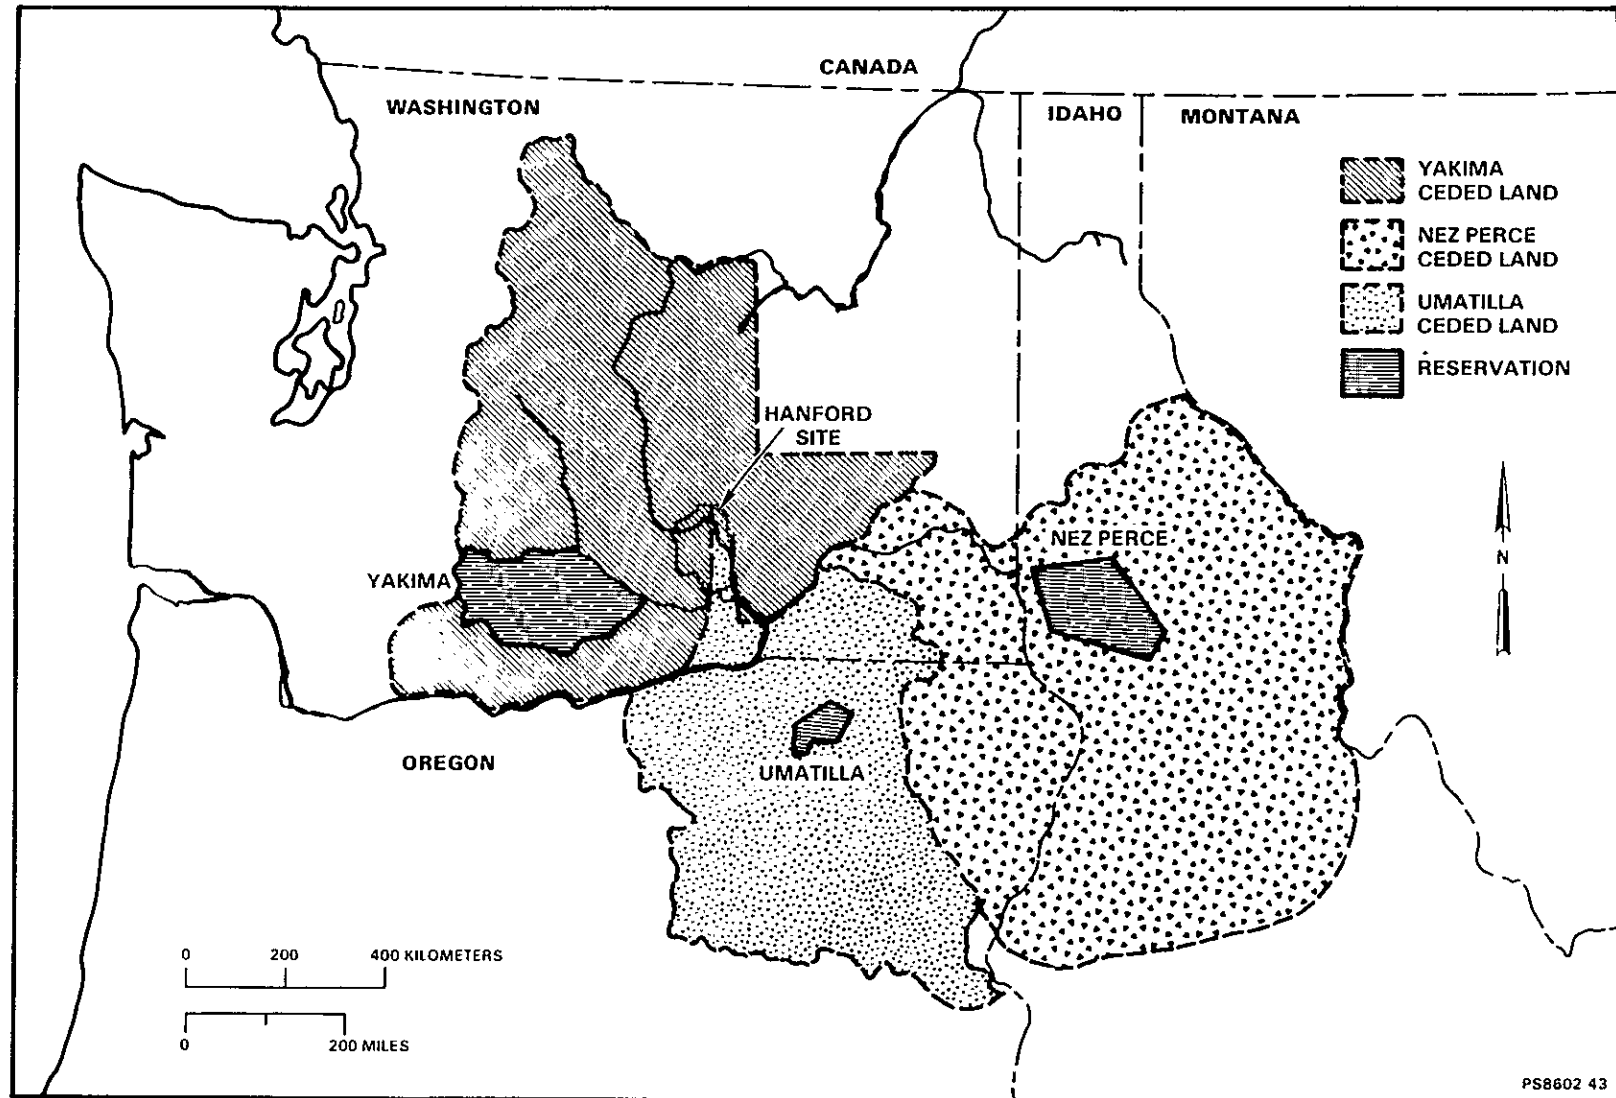 CANADA
WASHINGTON
IDAHO
MONTANA
YAKIMA
CEDED LAND
NEZ PERCE
CEDED LAND
UMATILLA
CEDED LAND
RESERVATION
HANFORD
SITE
N
NEZ PERCE
YAKIMA
OREGON
UMATILLA
0 200 400 KILOMETERS
0 200 MILES
PS8602 43